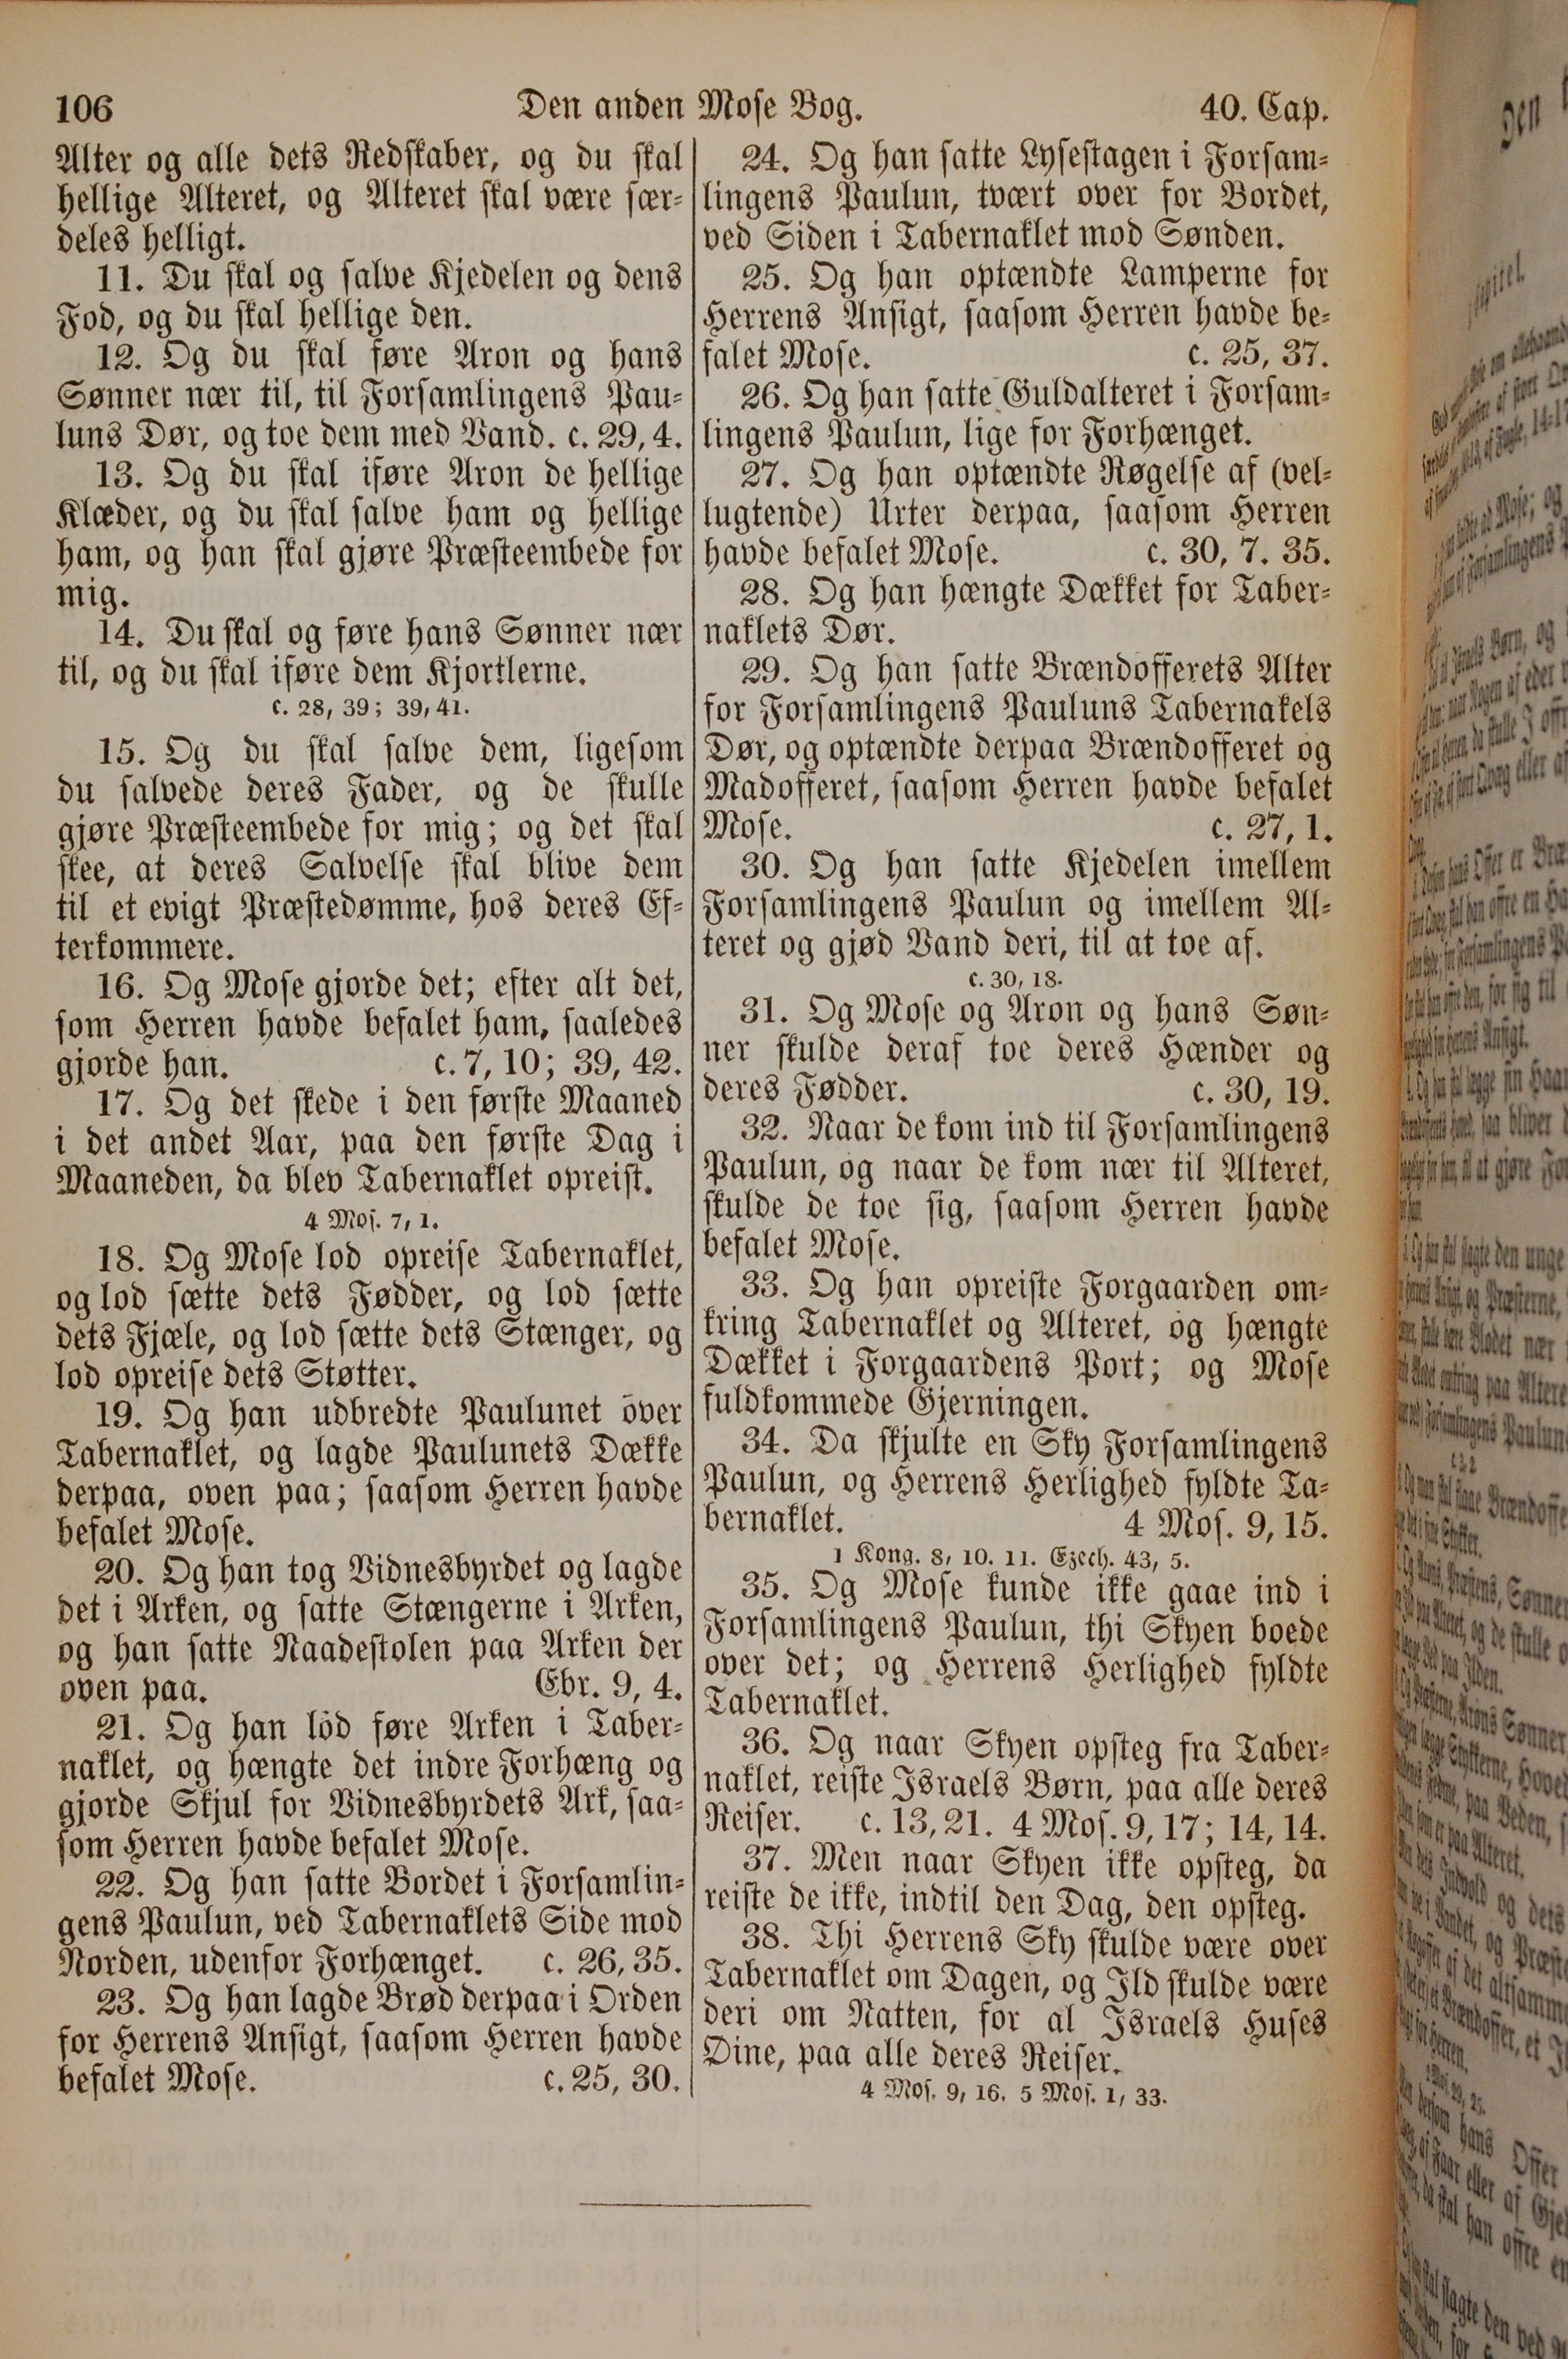 106 Den anden Mose Bog. 40. Cap.
Alter og alle dets Redskaber, og du skal
hellige Alteret, og Alteret skal være sær-
deles helligt.
11. Du skal og salve Kjedelen og dens
Fod, og du skal hellige den.
12. Og du skal føre Aron og hans
Sønner nær til, til Forsamlingens Pau-
luns Dør, og toe dem med Vand. c. 29, 4.
13. Og du skal iføre Aron de hellige
Klæder, og du skal salve ham og hellige
ham, og han skal gjøre Præsteembede for
mig.
14. Du skal og føre hans Sønner nær
til, og du skal iføre dem Kjortlerne.
c. 28, 39; 39, 41.
15. Og du skal salve dem, ligesom
du salvede deres Fader, og de skulle
gjøre Præsteembede for mig; og det skal
skee, at deres Salvelse skal blive dem
til et evigt Præstedømme, hos deres Ef-
terkommere.
16. Og Mose gjorde det; efter alt det,
som Herren havde befalet ham, saaledes
gjorde han. c. 7, 10; 39, 42.
17. Og det skede i den første Maaned
i det andet Aar, paa den første Dag i
Maaneden, da blev Tabernaklet opreist.
4 Mos. 7, 1.
18. Og Mose lod opreise Tabernaklet,
og lod sætte dets Fødder, og lod sætte
dets Fjæle, og lod sætte dets Stænger, og
lod opreise dets Støtter.
19. Og han udbredte Paulunet over
Tabernaklet, og lagde Paulunets Dække
derpaa, oven paa; saasom Herren havde
befalet Mose.
20. Og han tog Vidnesbyrdet og lagde
det i Arken, og satte Stængerne i Arken,
og han satte Naadestolen paa Arken der
oven paa. Ebr. 9, 4.
21. Og han lod føre Arken i Taber-
naklet, og hængte det indre Forhæng og
gjorde Skjul for Vidnesbyrdets Ark, saa-
som Herren havde befalet Mose.
22. Og han satte Bordet i Forsamlin-
gens Paulun, ved Tabernaklets Side mod
Norden, udenfor Forhænget. c. 26, 35.
23. Og han lagde Brød derpaa i Orden
for Herrens Ansigt, saasom Herren havde
befalet Mose. c. 25, 30.
24. Og han satte Lysestagen i Forsam-
lingens Paulun, tvært over for Bordet,
ved Siden i Tabernaklet mod Sønden.
25. Og han optændte Lamperne for
Herrens Ansigt, saasom Herren havde be-
falet Mose. c. 25, 37.
26. Og han satte Guldalteret i Forsam-
lingens Paulun, lige for Forhænget.
27. Og han optændte Røgelse af (vel-
lugtende) Urter derpaa, saasom Herren
havde befalet Mose. c. 30, 7. 35.
28. Og han hængte Dækket for Taber-
naklets Dør.
29. Og han satte Brændofferets Alter
for Forsamlingens Pauluns Tabernakels
Dør, og optændte derpaa Brændofferet og
Madofferet, saasom Herren havde befalet
Mose. c. 27, 1.
30. Og han satte Kjedelen imellem
Forsamlingens Paulun og imellem Al-
teret og gjød Vand deri, til at toe af.
c. 30, 18.
31. Og Mose og Aron og hans Søn-
ner skulde deraf toe deres Hænder og
deres Fødder. c. 30, 19.
32. Naar de kom ind til Forsamlingens
Paulun, og naar de kom nær til Alteret,
skulde de toe sig, saasom Herren havde
befalet Mose.
33. Og han opreiste Forgaarden om-
kring Tabernaklet og Alteret, og hængte
Dækket i Forgaardens Port; og Mose
fuldkommede Gjerningen.
34. Da skjulte en Sky Forsamlingens
Paulun, og Herrens Herlighed fyldte Ta-
bernaklet. 4 Mos. 9, 15.
1 Kong. 8, 10. 11. Ezech. 43, 5.
35. Og Mose kunde ikke gaae ind i
Forsamlingens Paulun, thi Skyen boede
over det; og Herrens Herlighed fyldte
Tabernaklet.
36. Og naar Skyen opsteg fra Taber-
naklet, reiste Israels Børn, paa alle deres
Reiser. c. 13, 21. 4 Mos. 9, 17; 14, 14.
37. Men naar Skyen ikke opsteg, da
reiste de ikke, indtil den Dag, den opsteg.
38. Thi Herrens Sky skulde være over
Tabernaklet om Dagen, og Ild skulde være
deri om Natten, for al Israels Huses
Øine, paa alle deres Reiser.
4 Mos. 9, 16. 5 Mos. 1, 33.